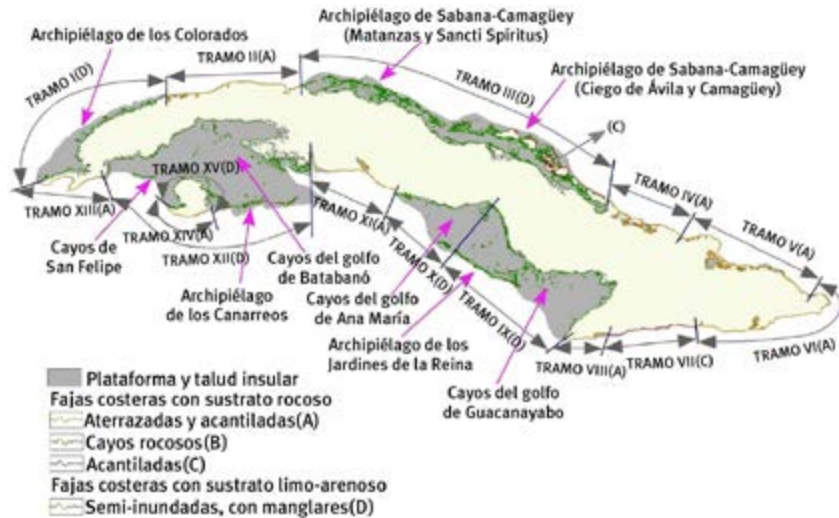 Archipiélago de Sabana-Camagüey
(Matanzas y Sancti Spíritus)
Archipiélago de los Colorados
TRAMO II(A)
TRAMO I(D)
Archipiélago de Sabana-Camagüey
(Ciego de Ávila y Camagüey)
TRAMO III(D)
(C)
TRAMO XV(D)
TRAMO IV(A)
TRAMO XIII(A)
TRAMO XI(A)
TRAMO V(A)
TRAMO XIV(A)
Cayos de
San Felipe
TRAMO XII(D)
Cayos del golfo
de Batabanó
TRAMO X(D)
Archipiélago
de los Canarreos
Cayos del golfo
de Ana María
TRAMO IX(D)
Archipiélago de los
Jardines de la Reina
TRAMO VIII(A)
TRAMO VII(C)
TRAMO VI(A)
Cayos del golfo
de Guacanayabo
Plataforma y talud insular
Fajas costeras con sustrato rocoso
Aterrazadas y acantiladas(A)
Cayos rocosos(B)
Acantiladas(C)
Fajas costeras con sustrato limo-arenoso
Semi-inundadas, con manglares(D)